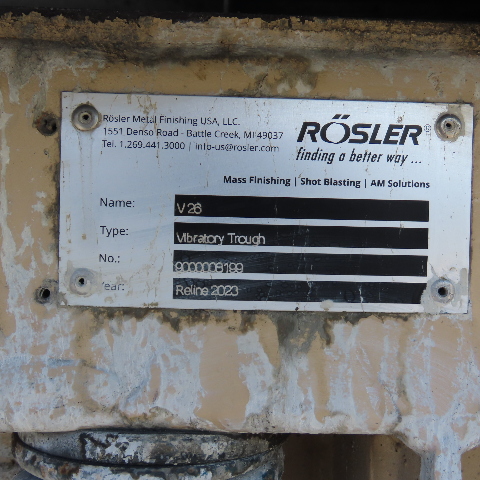 Rösler Metal Finishing USA, LLC.
1551 Denso Road - Battle Creek, MI 49037
Tel. 1.269.441.3000 | info-us@rosler.com
RÖSLER®
finding a better way ...
Mass Finishing | Shot Blasting | AM Solutions
Name: V 26
Type: Vibratory Trough
No.: 9000006199
Year: Reline 2023